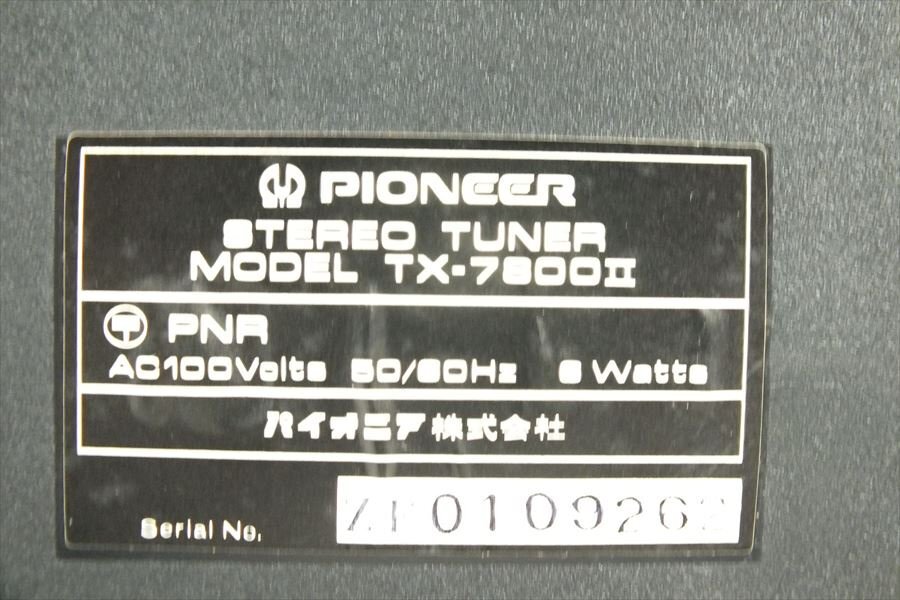 PIONEER
STEREO TUNER
MODEL TX-7800II
PNR
AC100Volts 50/60Hz 8 Watts
パイオニア株式会社
Serial No.